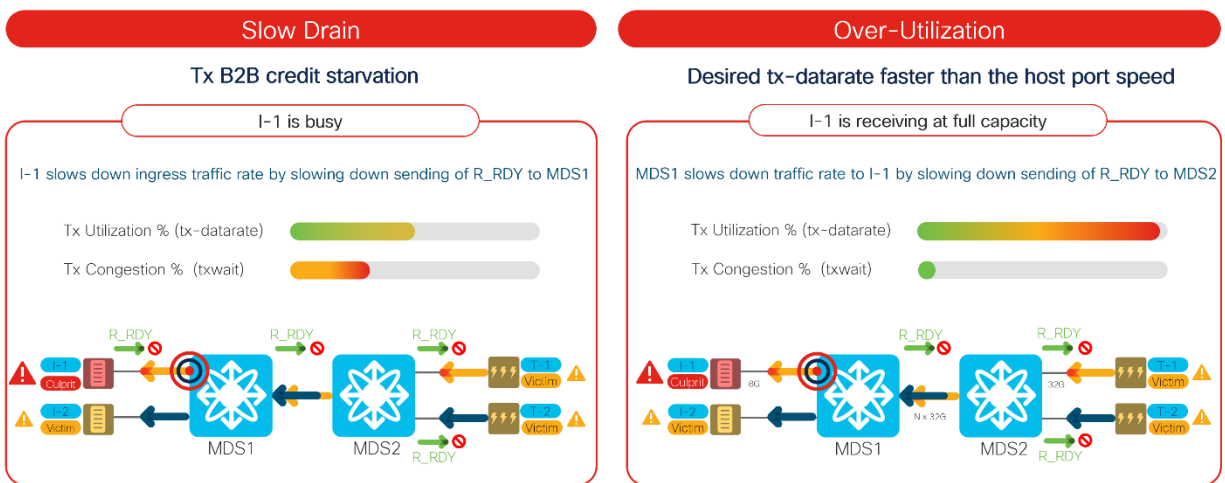 Slow Drain
Tx B2B credit starvation
I-1 is busy
I-1 slows down ingress traffic rate by slowing down sending of R_RDY to MDS1
Tx Utilization % (tx-datarate)
Tx Congestion % (txwait)
R_RDY
R_RDY
R_RDY
I-1
Culprit
T-1
Victim
I-2
Victim
T-2
Victim
MDS1
MDS2
R_RDY
Over-Utilization
Desired tx-datarate faster than the host port speed
I-1 is receiving at full capacity
MDS1 slows down traffic rate to I-1 by slowing down sending of R_RDY to MDS2
Tx Utilization % (tx-datarate)
Tx Congestion % (txwait)
R_RDY
R_RDY
I-1
Culprit
8G
32G
T-1
Victim
I-2
Victim
N x 32G
T-2
Victim
MDS1
MDS2
R_RDY